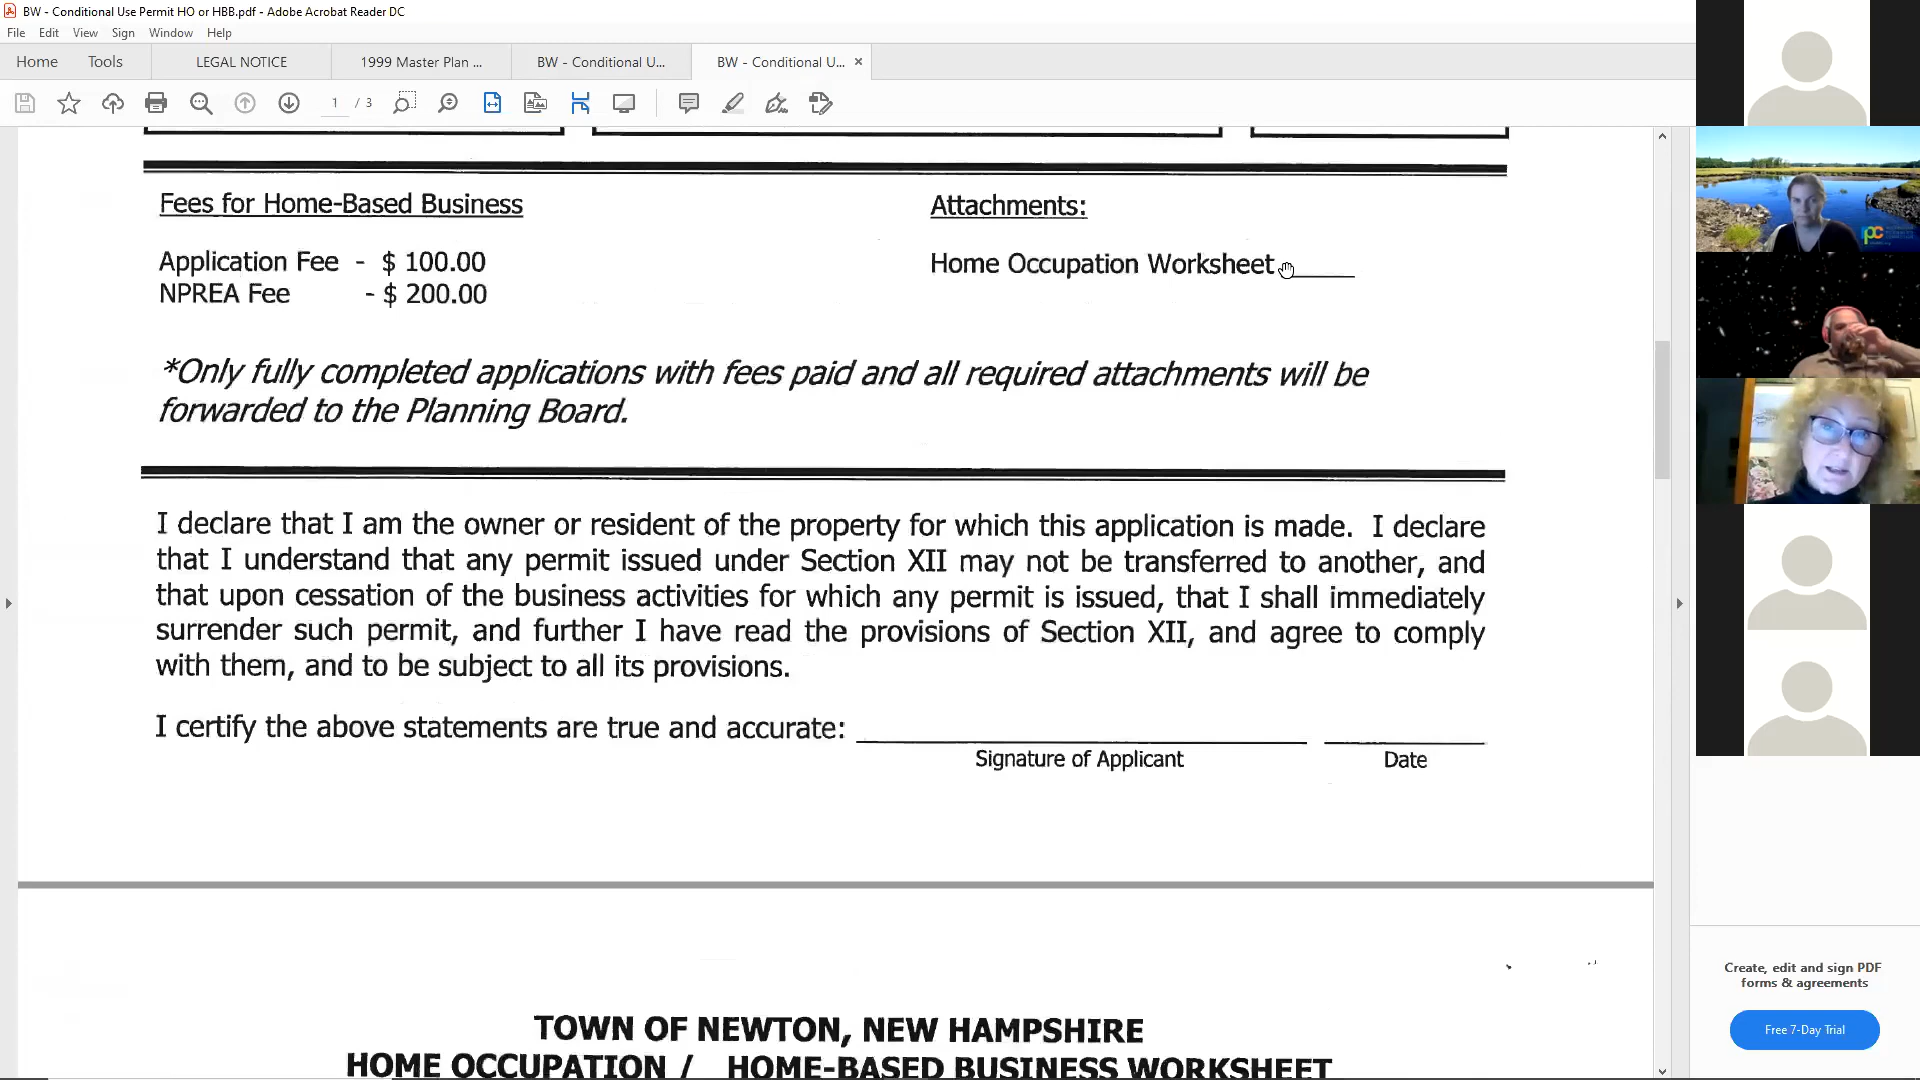 BW - Conditional Use Permit HO or HBB.pdf - Adobe Acrobat Reader DC
File Edit View Sign Window Help
Home Tools LEGAL NOTICE 1999 Master Plan ... BW - Conditional U... BW - Conditional U... ×
1 / 3
Fees for Home-Based Business
Attachments:
Application Fee - $ 100.00
Home Occupation Worksheet_____
NPREA Fee - $ 200.00
*Only fully completed applications with fees paid and all required attachments will be
forwarded to the Planning Board.
I declare that I am the owner or resident of the property for which this application is made. I declare
that I understand that any permit issued under Section XII may not be transferred to another, and
that upon cessation of the business activities for which any permit is issued, that I shall immediately
surrender such permit, and further I have read the provisions of Section XII, and agree to comply
with them, and to be subject to all its provisions.
I certify the above statements are true and accurate:
Signature of Applicant Date
TOWN OF NEWTON, NEW HAMPSHIRE
HOME OCCUPATION / HOME-BASED BUSINESS WORKSHEET
pc
Create, edit and sign PDF
forms & agreements
Free 7-Day Trial